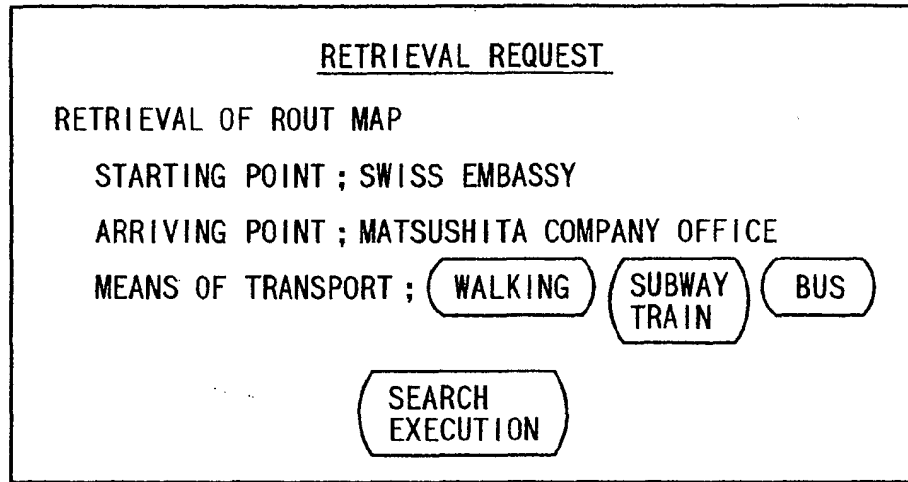 RETRIEVAL REQUEST
RETRIEVAL OF ROUT MAP
STARTING POINT ; SWISS EMBASSY
ARRIVING POINT ; MATSUSHITA COMPANY OFFICE
MEANS OF TRANSPORT ; WALKING SUBWAY TRAIN BUS
SEARCH
EXECUTION